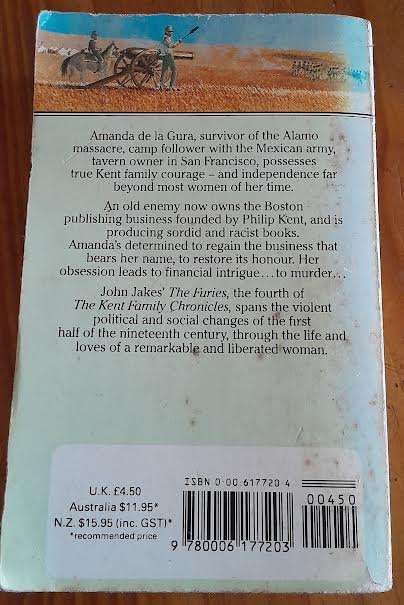 Amanda de la Gura, survivor of the Alamo
massacre, camp follower with the Mexican army,
tavern owner in San Francisco, possesses
true Kent family courage – and independence far
beyond most women of her time.
An old enemy now owns the Boston
publishing business founded by Philip Kent, and is
producing sordid and racist books.
Amanda's determined to regain the business that
bears her name, to restore its honour. Her
obsession leads to financial intrigue...to murder...
John Jakes' The Furies, the fourth of
The Kent Family Chronicles, spans the violent
political and social changes of the first
half of the nineteenth century, through the life and
loves of a remarkable and liberated woman.
U.K. £4.50
Australia $11.95*
N.Z. $15.95 (inc. GST)*
*recommended price
ISBN 0-00-617720-4
00450
9 780006 177203